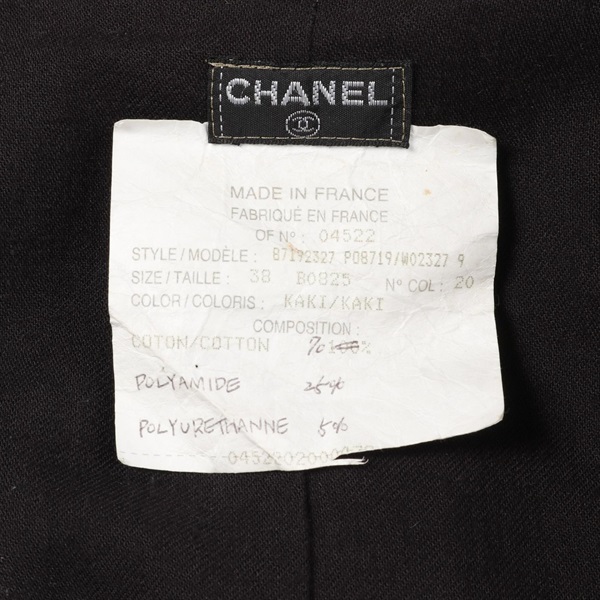 CHANEL
MADE IN FRANCE
FABRIQUÉ EN FRANCE
OF Nº: 04522
STYLE/MODÈLE: B7192327 P08719/W02327 9
SIZE/TAILLE: 38 B0825 Nº COL: 20
COLOR/COLORIS: KAKI/KAKI
COMPOSITION:
COTON/COTTON 70 100%
POLYAMIDE 25%
POLYURETHANNE 5%